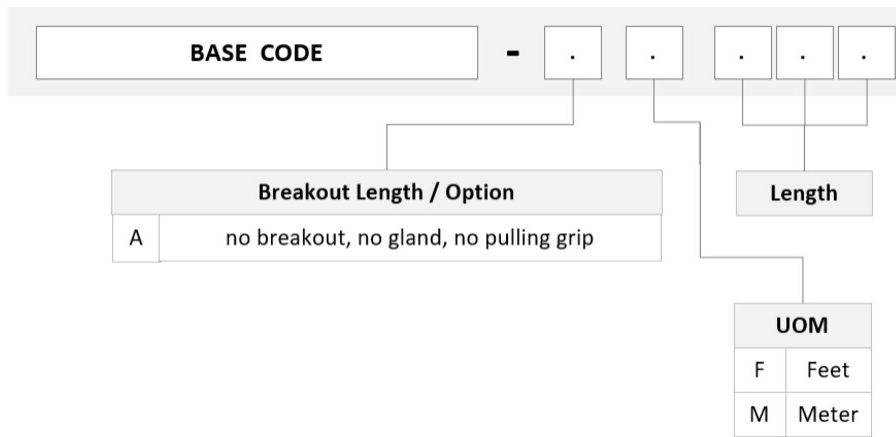 BASE CODE - . . . . .
Breakout Length / Option
A no breakout, no gland, no pulling grip
Length
UOM
F Feet
M Meter